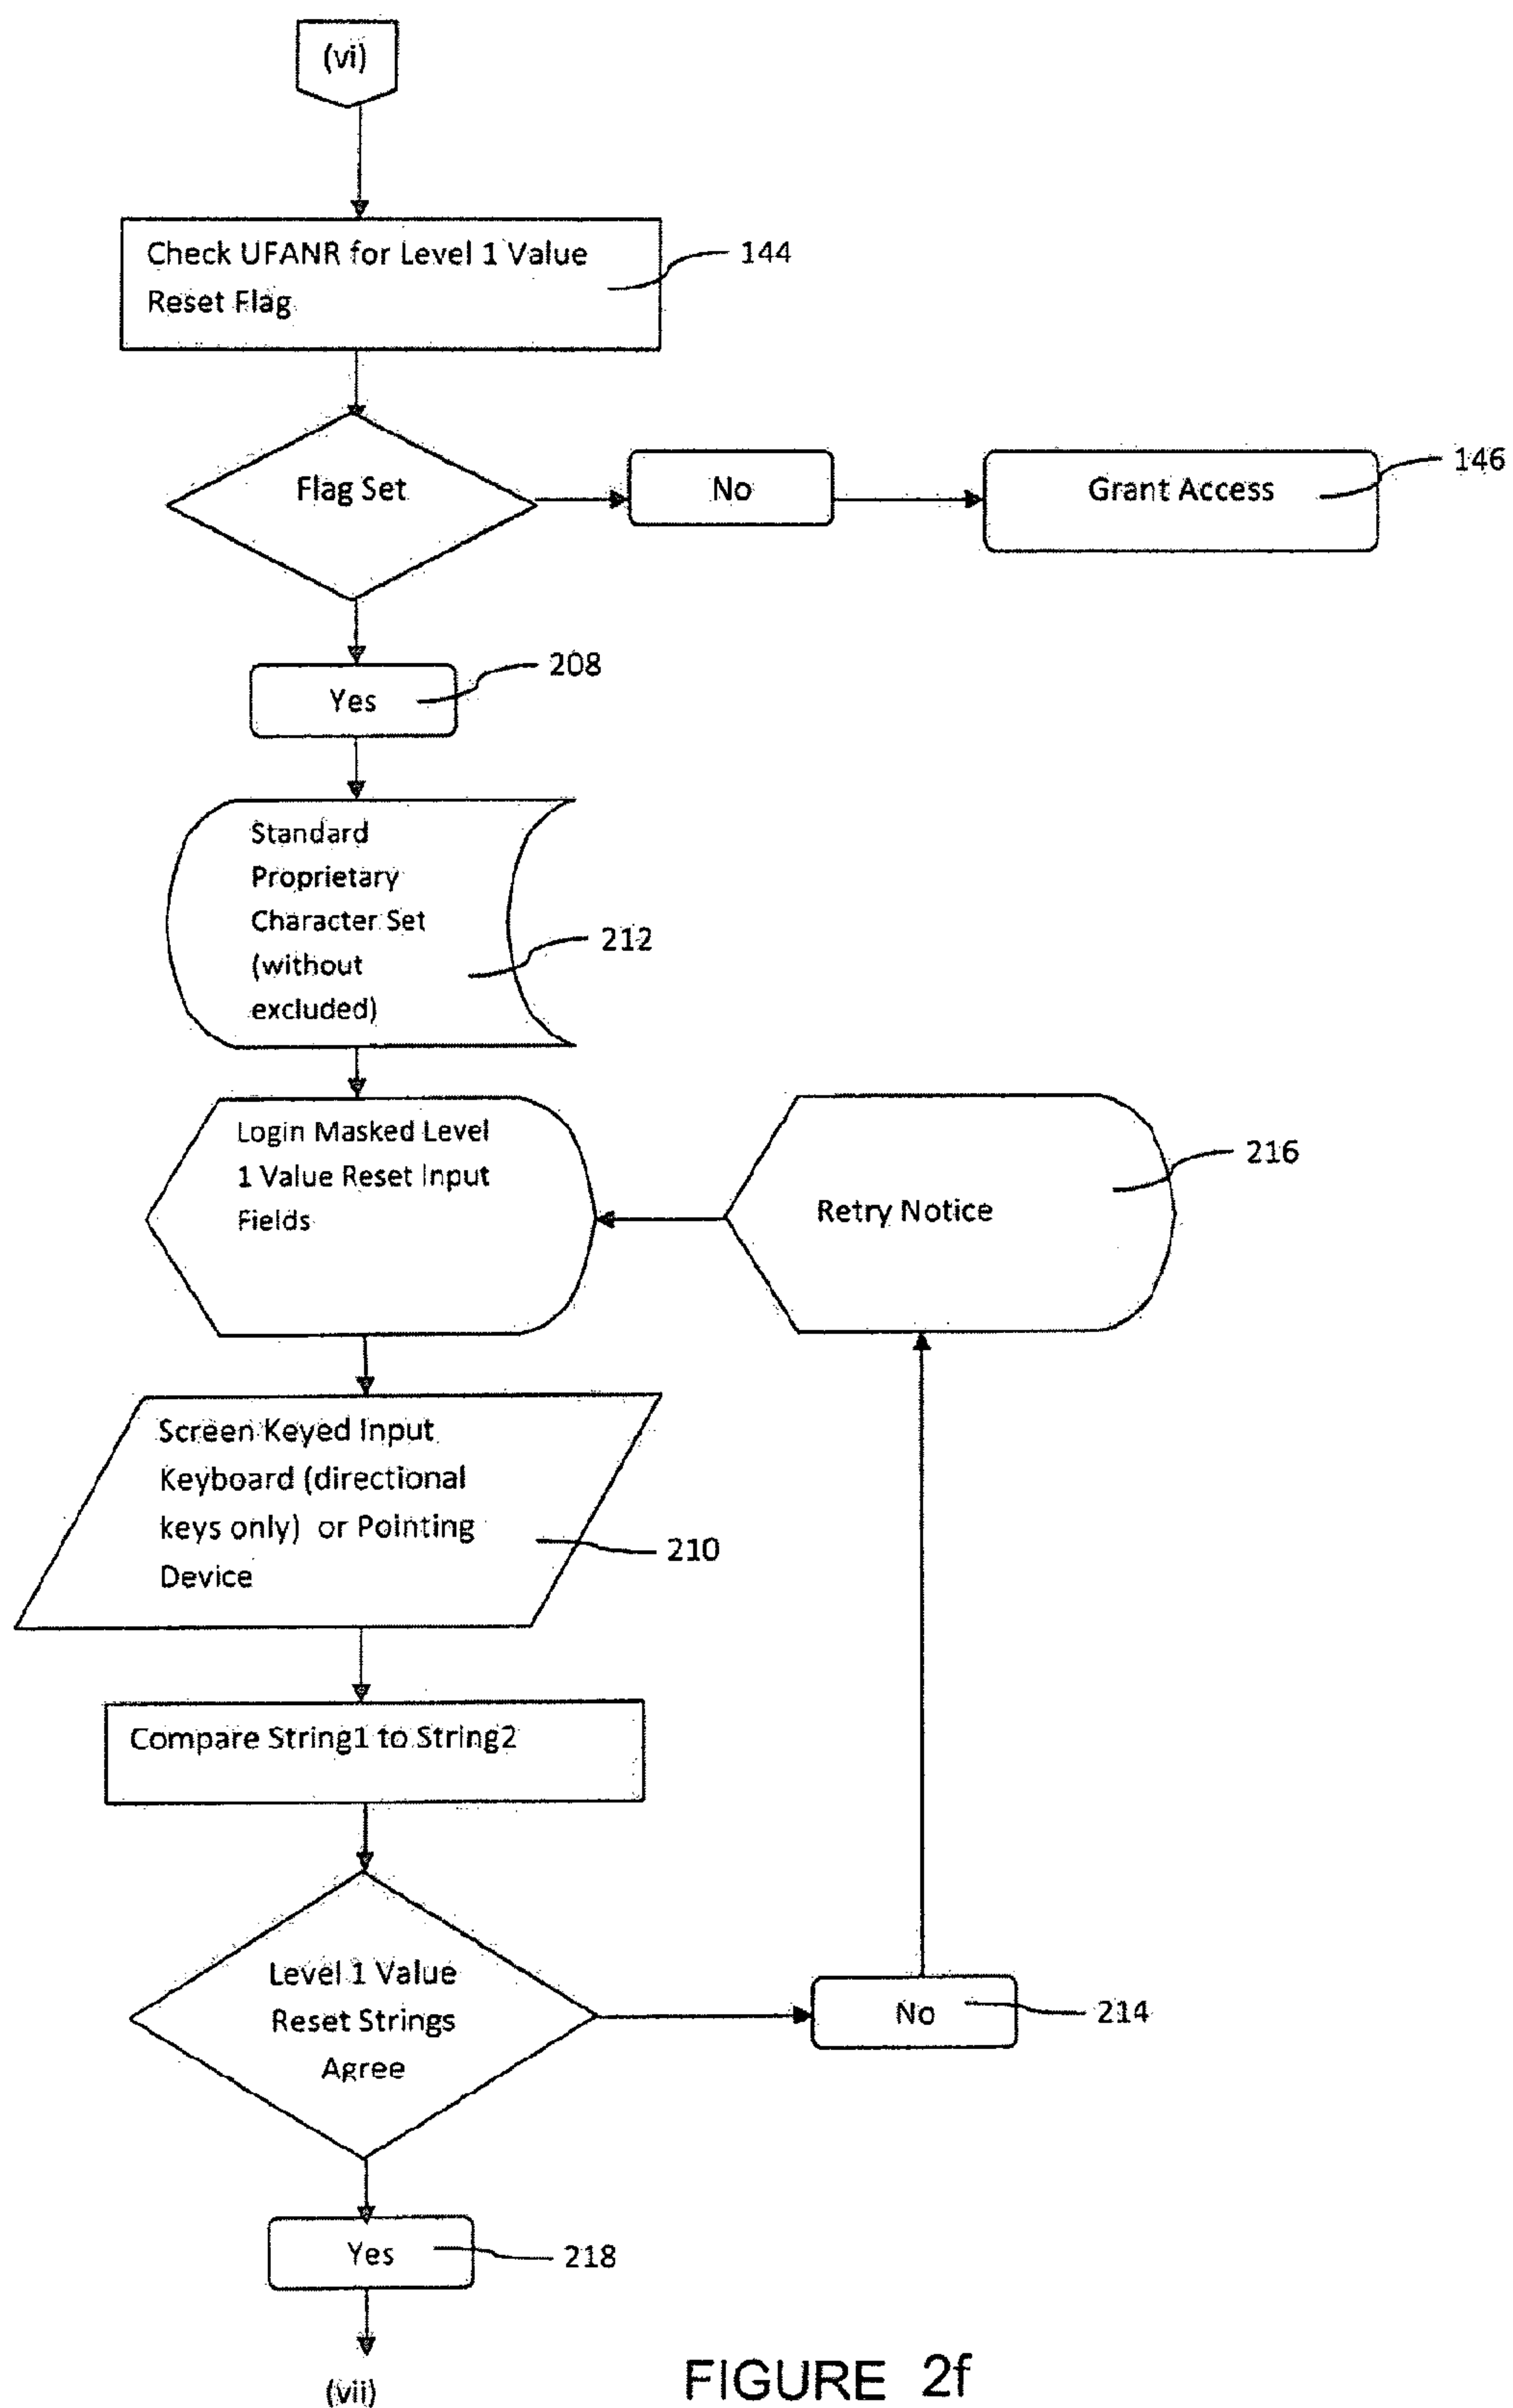 (vi)
Check UFANR for Level 1 Value
Reset Flag
144
Flag Set
No
Grant Access
146
Yes
208
Standard
Proprietary
Character Set
(without
excluded)
212
Login Masked Level
1 Value Reset Input
Fields
Retry Notice
216
Screen Keyed Input
Keyboard (directional
keys only) or Pointing
Device
210
Compare String1 to String2
Level 1 Value
Reset Strings
Agree
No
214
Yes
218
(vii)
FIGURE 2f